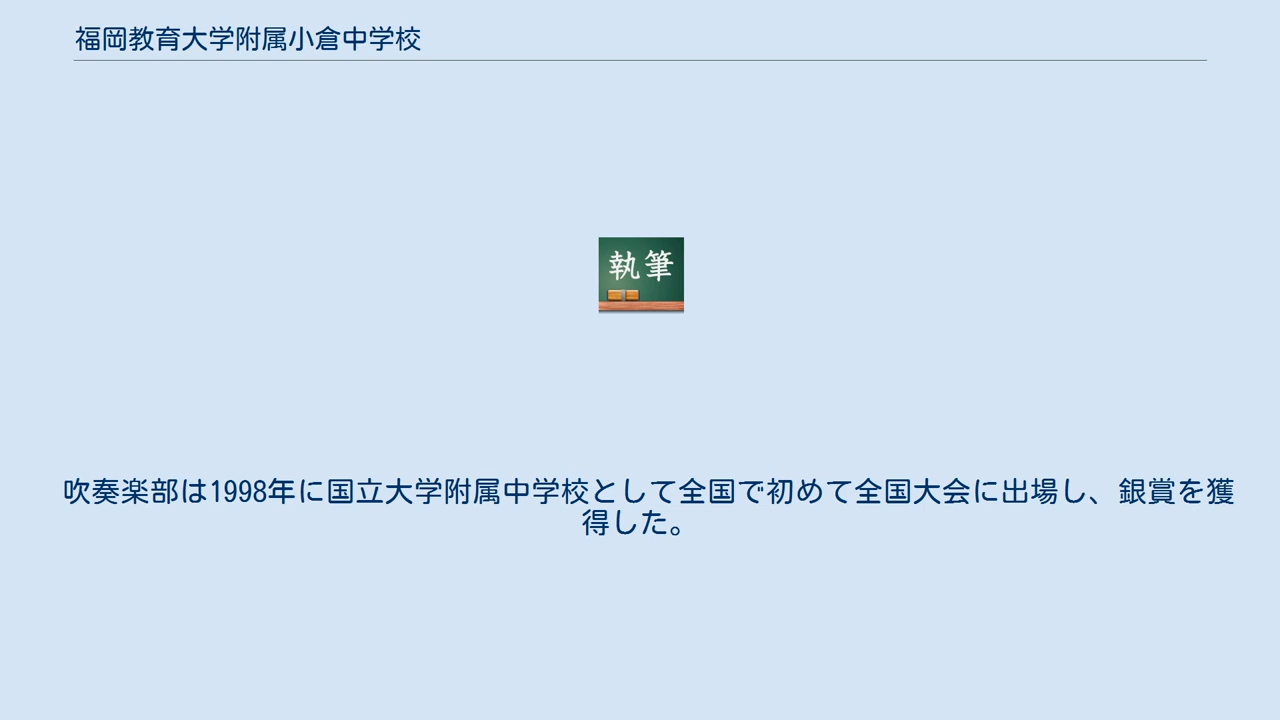 福岡教育大学附属小倉中学校
執筆
吹奏楽部は1998年に国立大学附属中学校として全国で初めて全国大会に出場し、銀賞を獲
得した。